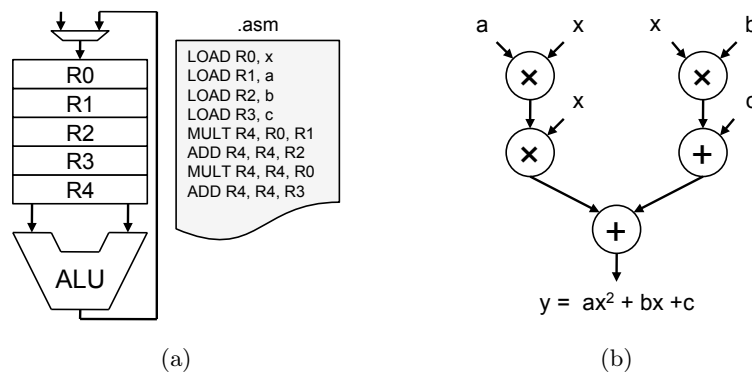 .asm
R0
R1
R2
R3
R4
ALU
LOAD R0, x
LOAD R1, a
LOAD R2, b
LOAD R3, c
MULT R4, R0, R1
ADD R4, R4, R2
MULT R4, R4, R0
ADD R4, R4, R3
(a)
a x x b
× ×
x c
× +
+
y = ax² + bx +c
(b)